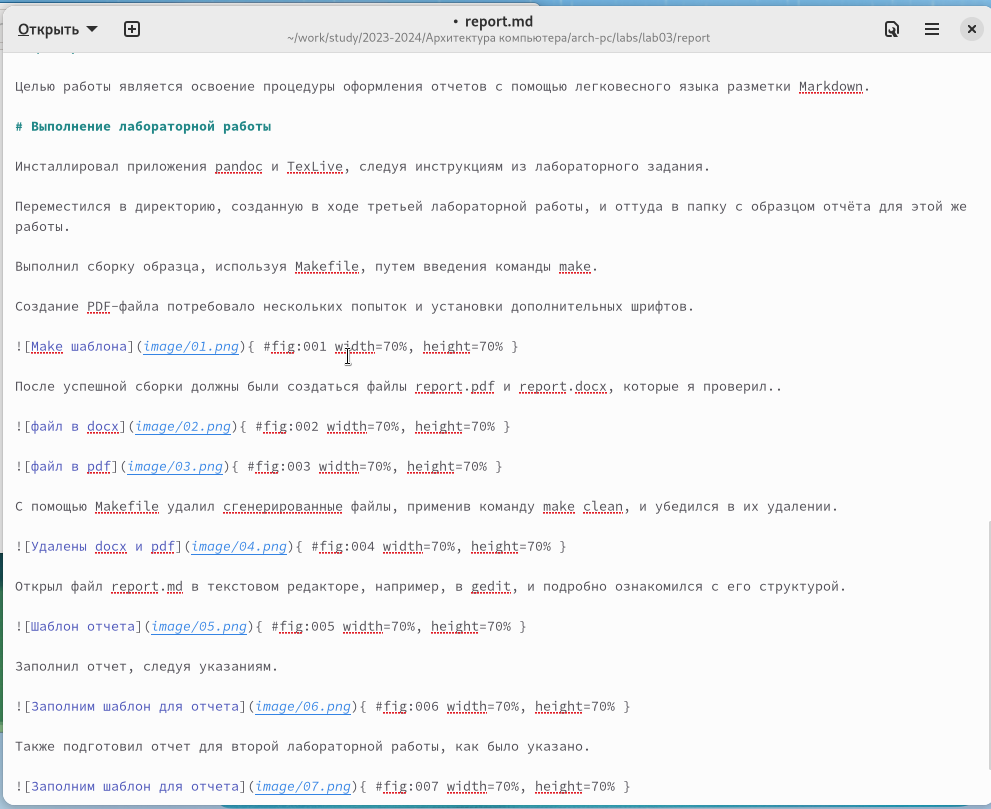 Открыть
• report.md
~/work/study/2023-2024/Архитектура компьютера/arch-pc/labs/lab03/report
Целью работы является освоение процедуры оформления отчетов с помощью легковесного языка разметки Markdown.
# Выполнение лабораторной работы
Инсталлировал приложения pandoc и TexLive, следуя инструкциям из лабораторного задания.
Переместился в директорию, созданную в ходе третьей лабораторной работы, и оттуда в папку с образцом отчёта для этой же
работы.
Выполнил сборку образца, используя Makefile, путем введения команды make.
Создание PDF-файла потребовало нескольких попыток и установки дополнительных шрифтов.
![Make шаблона](image/01.png){ #fig:001 width=70%, height=70% }
После успешной сборки должны были создаться файлы report.pdf и report.docx, которые я проверил..
![файл в docx](image/02.png){ #fig:002 width=70%, height=70% }
![файл в pdf](image/03.png){ #fig:003 width=70%, height=70% }
С помощью Makefile удалил сгенерированные файлы, применив команду make clean, и убедился в их удалении.
![Удалены docx и pdf](image/04.png){ #fig:004 width=70%, height=70% }
Открыл файл report.md в текстовом редакторе, например, в gedit, и подробно ознакомился с его структурой.
![Шаблон отчета](image/05.png){ #fig:005 width=70%, height=70% }
Заполнил отчет, следуя указаниям.
![Заполним шаблон для отчета](image/06.png){ #fig:006 width=70%, height=70% }
Также подготовил отчет для второй лабораторной работы, как было указано.
![Заполним шаблон для отчета](image/07.png){ #fig:007 width=70%, height=70% }